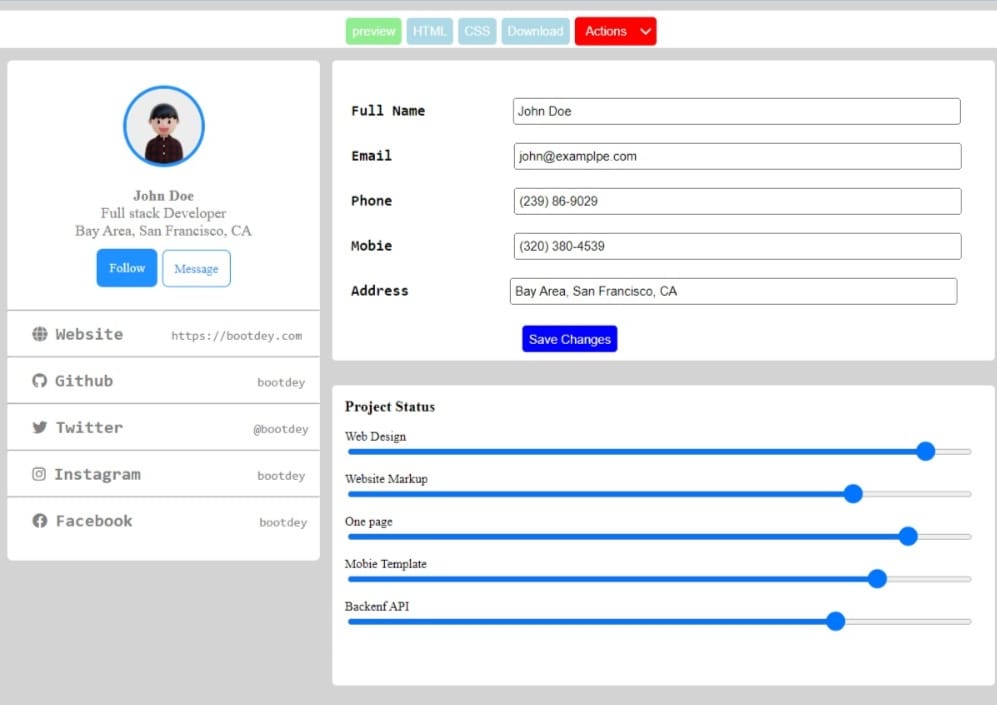 preview HTML CSS Download Actions
John Doe
Full stack Developer
Bay Area, San Francisco, CA
Follow Message
Website https://bootdey.com
Github bootdey
Twitter @bootdey
Instagram bootdey
Facebook bootdey
Full Name John Doe
Email john@examplpe.com
Phone (239) 86-9029
Mobie (320) 380-4539
Address Bay Area, San Francisco, CA
Save Changes
Project Status
Web Design
Website Markup
One page
Mobie Template
Backenf API